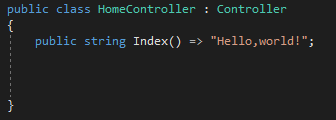 public class HomeController : Controller
{
public string Index() => "Hello,world!";
}